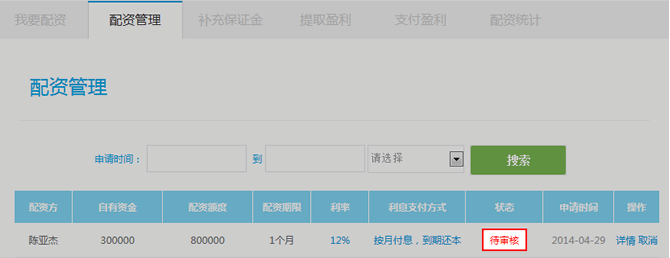 我要配资 配资管理 补充保证金 提取盈利 支付盈利 配资统计
配资管理
申请时间： 到 请选择 搜索
配资方 自有资金 配资额度 配资期限 利率 利息支付方式 状态 申请时间 操作
陈亚杰 300000 800000 1个月 12% 按月付息，到期还本 待审核 2014-04-29 详情 取消